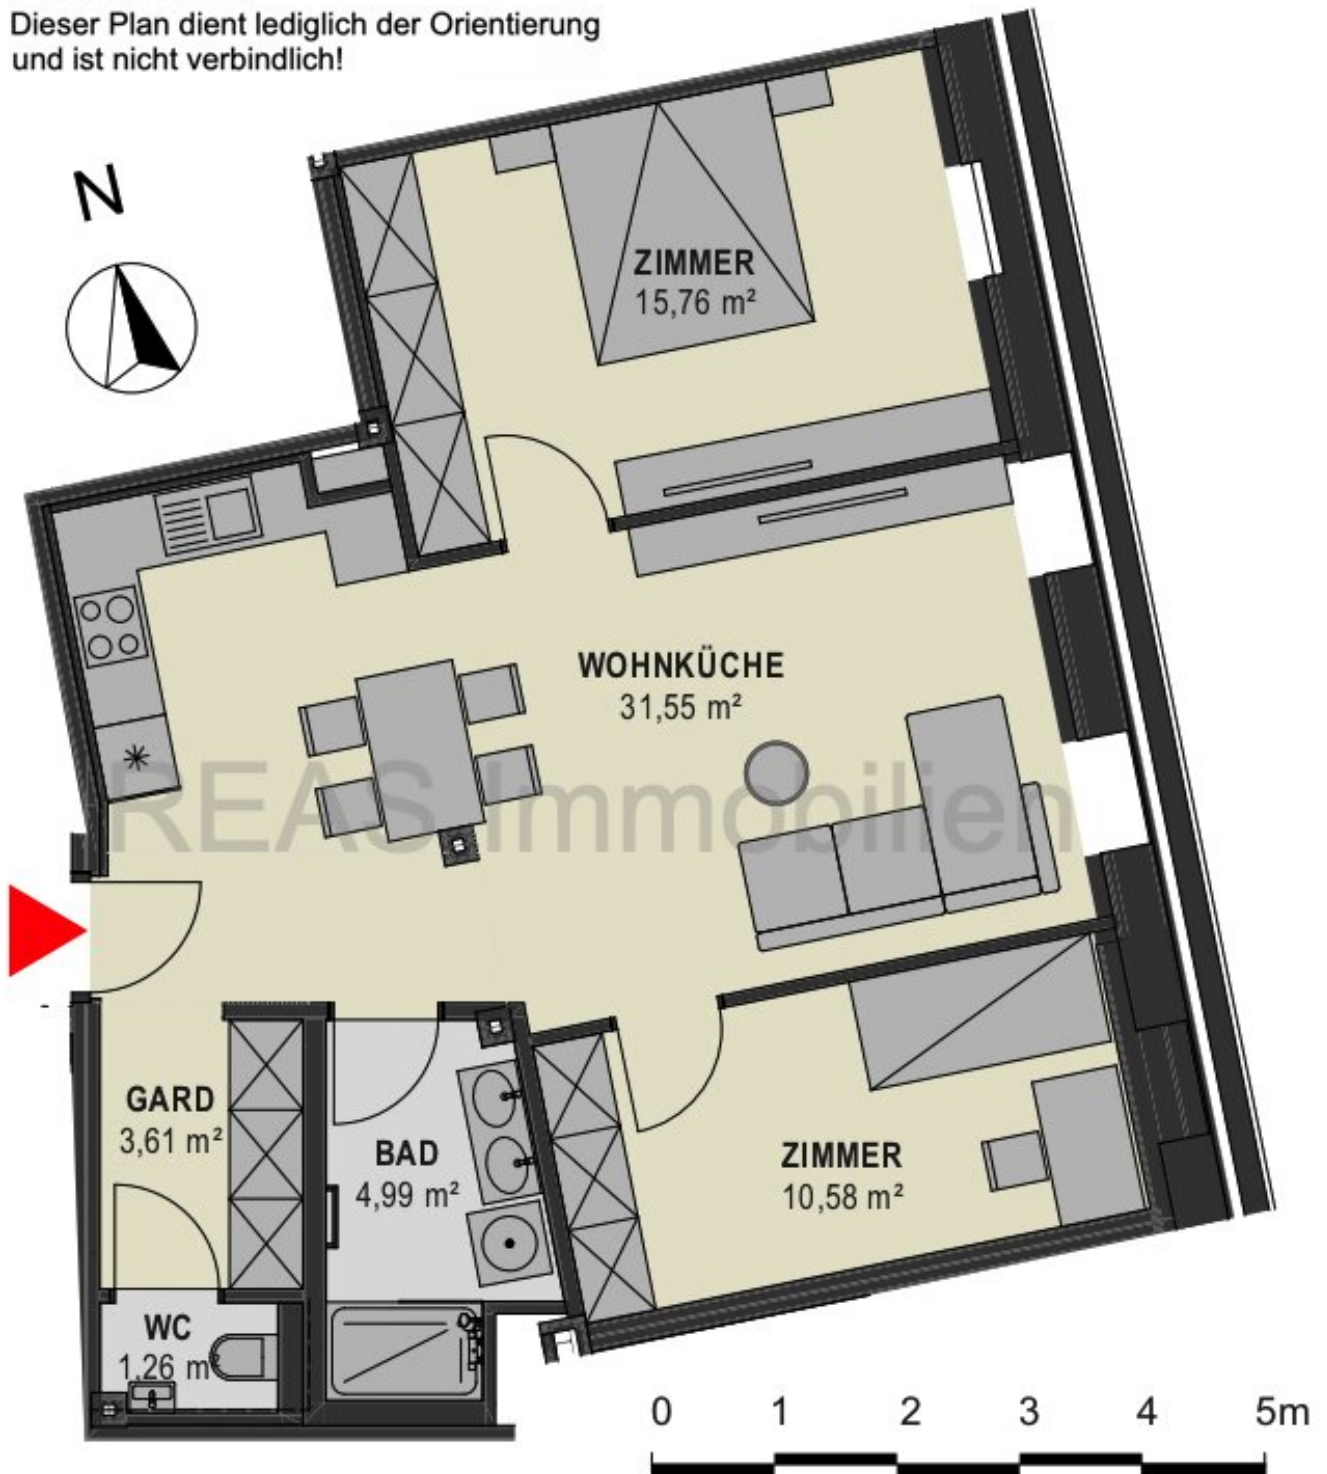 Dieser Plan dient lediglich der Orientierung
und ist nicht verbindlich!
N
ZIMMER
15,76 m²
WOHNKÜCHE
31,55 m²
REAS Immobilien
GARD
3,61 m²
BAD
4,99 m²
ZIMMER
10,58 m²
WC
1,26 m
0 1 2 3 4 5m